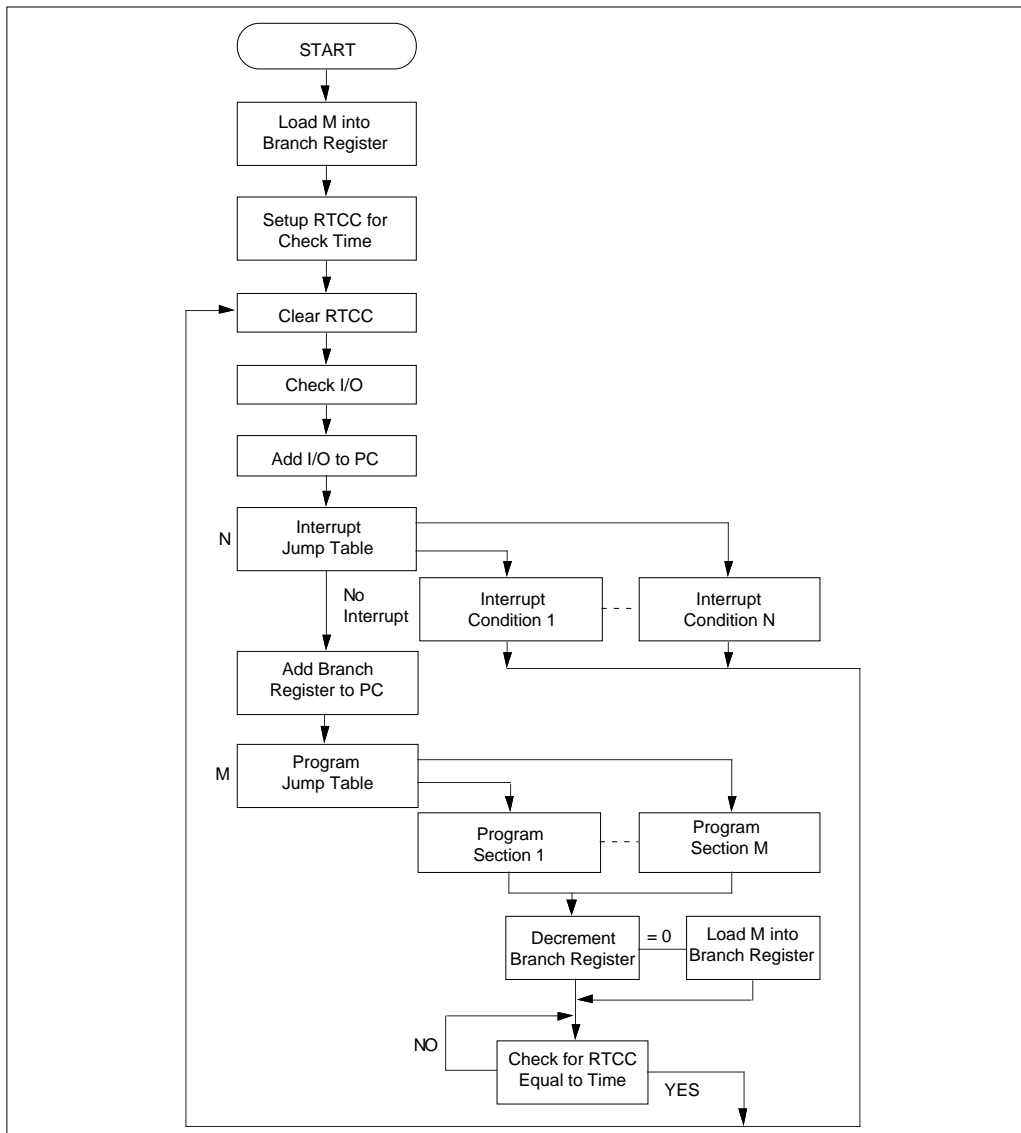 START
Load M into
Branch Register
Setup RTCC for
Check Time
Clear RTCC
Check I/O
Add I/O to PC
N
Interrupt
Jump Table
No
Interrupt
Interrupt
Condition 1
Interrupt
Condition N
Add Branch
Register to PC
M
Program
Jump Table
Program
Section 1
Program
Section M
Decrement
Branch Register
= 0
Load M into
Branch Register
NO
Check for RTCC
Equal to Time
YES